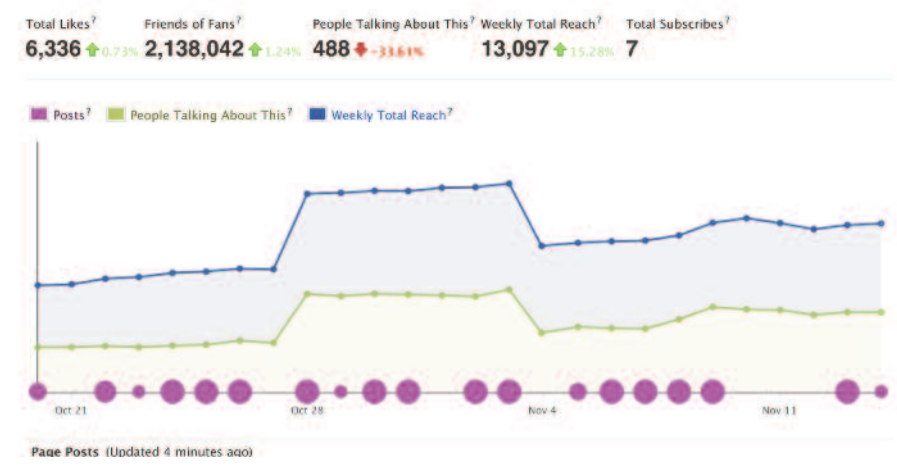 Total Likes? Friends of Fans? People Talking About This? Weekly Total Reach? Total Subscribes?
6,336 0.73% 2,138,042 1.24% 488 -33.61% 13,097 15.28% 7
Posts? People Talking About This? Weekly Total Reach?
Oct 21 Oct 28 Nov 4 Nov 11
Page Posts (Updated 4 minutes ago)